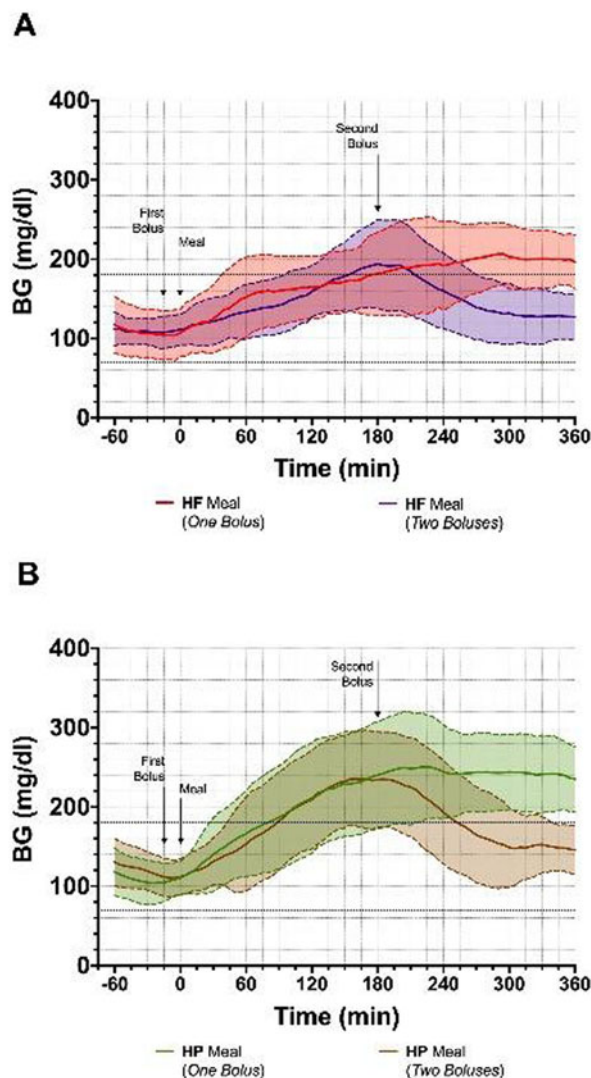 A
400
300
200
100
0
BG (mg/dl)
First
Bolus
Meal
Second
Bolus
-60 0 60 120 180 240 300 360
Time (min)
HF Meal
(One Bolus)
HF Meal
(Two Boluses)
B
400
300
200
100
0
BG (mg/dl)
First
Bolus
Meal
Second
Bolus
-60 0 60 120 180 240 300 360
Time (min)
HP Meal
(One Bolus)
HP Meal
(Two Boluses)